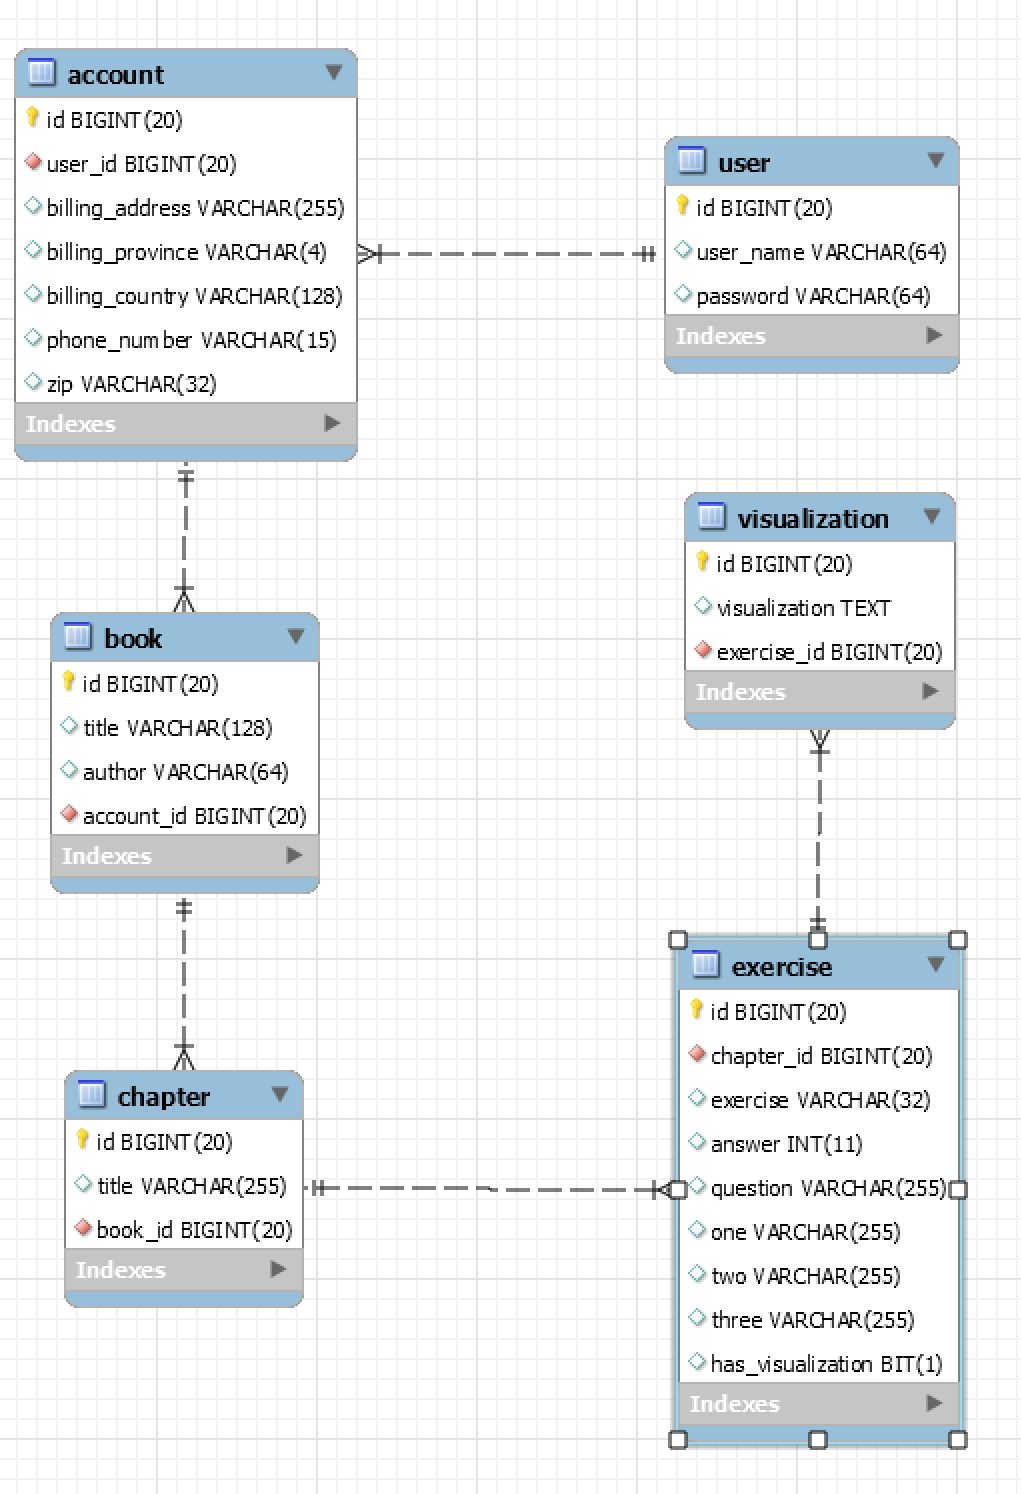 account
id BIGINT(20)
user_id BIGINT(20)
billing_address VARCHAR(255)
billing_province VARCHAR(4)
billing_country VARCHAR(128)
phone_number VARCHAR(15)
zip VARCHAR(32)
Indexes
user
id BIGINT(20)
user_name VARCHAR(64)
password VARCHAR(64)
Indexes
visualization
id BIGINT(20)
visualization TEXT
exercise_id BIGINT(20)
Indexes
book
id BIGINT(20)
title VARCHAR(128)
author VARCHAR(64)
account_id BIGINT(20)
Indexes
chapter
id BIGINT(20)
title VARCHAR(255)
book_id BIGINT(20)
Indexes
exercise
id BIGINT(20)
chapter_id BIGINT(20)
exercise VARCHAR(32)
answer INT(11)
question VARCHAR(255)
one VARCHAR(255)
two VARCHAR(255)
three VARCHAR(255)
has_visualization BIT(1)
Indexes